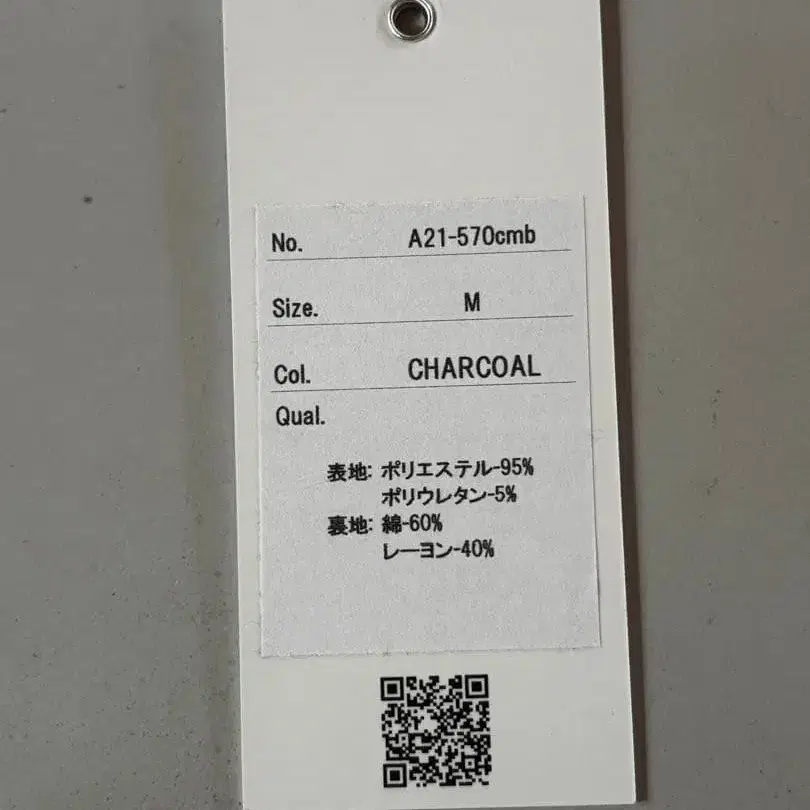 No. A21-570cmb
Size. M
Col. CHARCOAL
Qual.
表地: ポリエステル-95%
ポリウレタン-5%
裏地: 綿-60%
レーヨン-40%